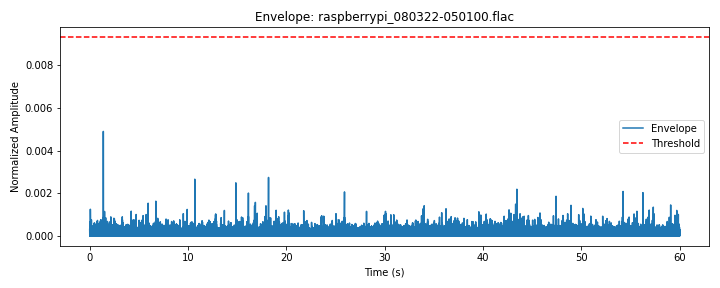 Envelope: raspberrypi_080322-050100.flac
Normalized Amplitude
0.008
0.006
0.004
0.002
0.000
Envelope
Threshold
0 10 20 30 40 50 60
Time (s)